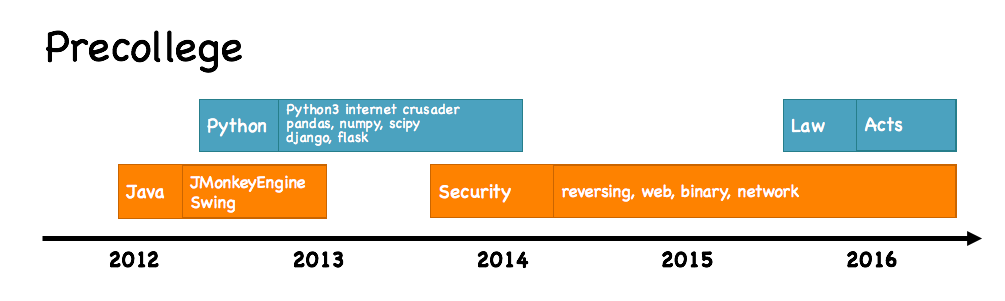 Precollege
Python
Python3 internet crusader
pandas, numpy, scipy
django, flask
Law
Acts
Java
JMonkeyEngine
Swing
Security
reversing, web, binary, network
2012
2013
2014
2015
2016